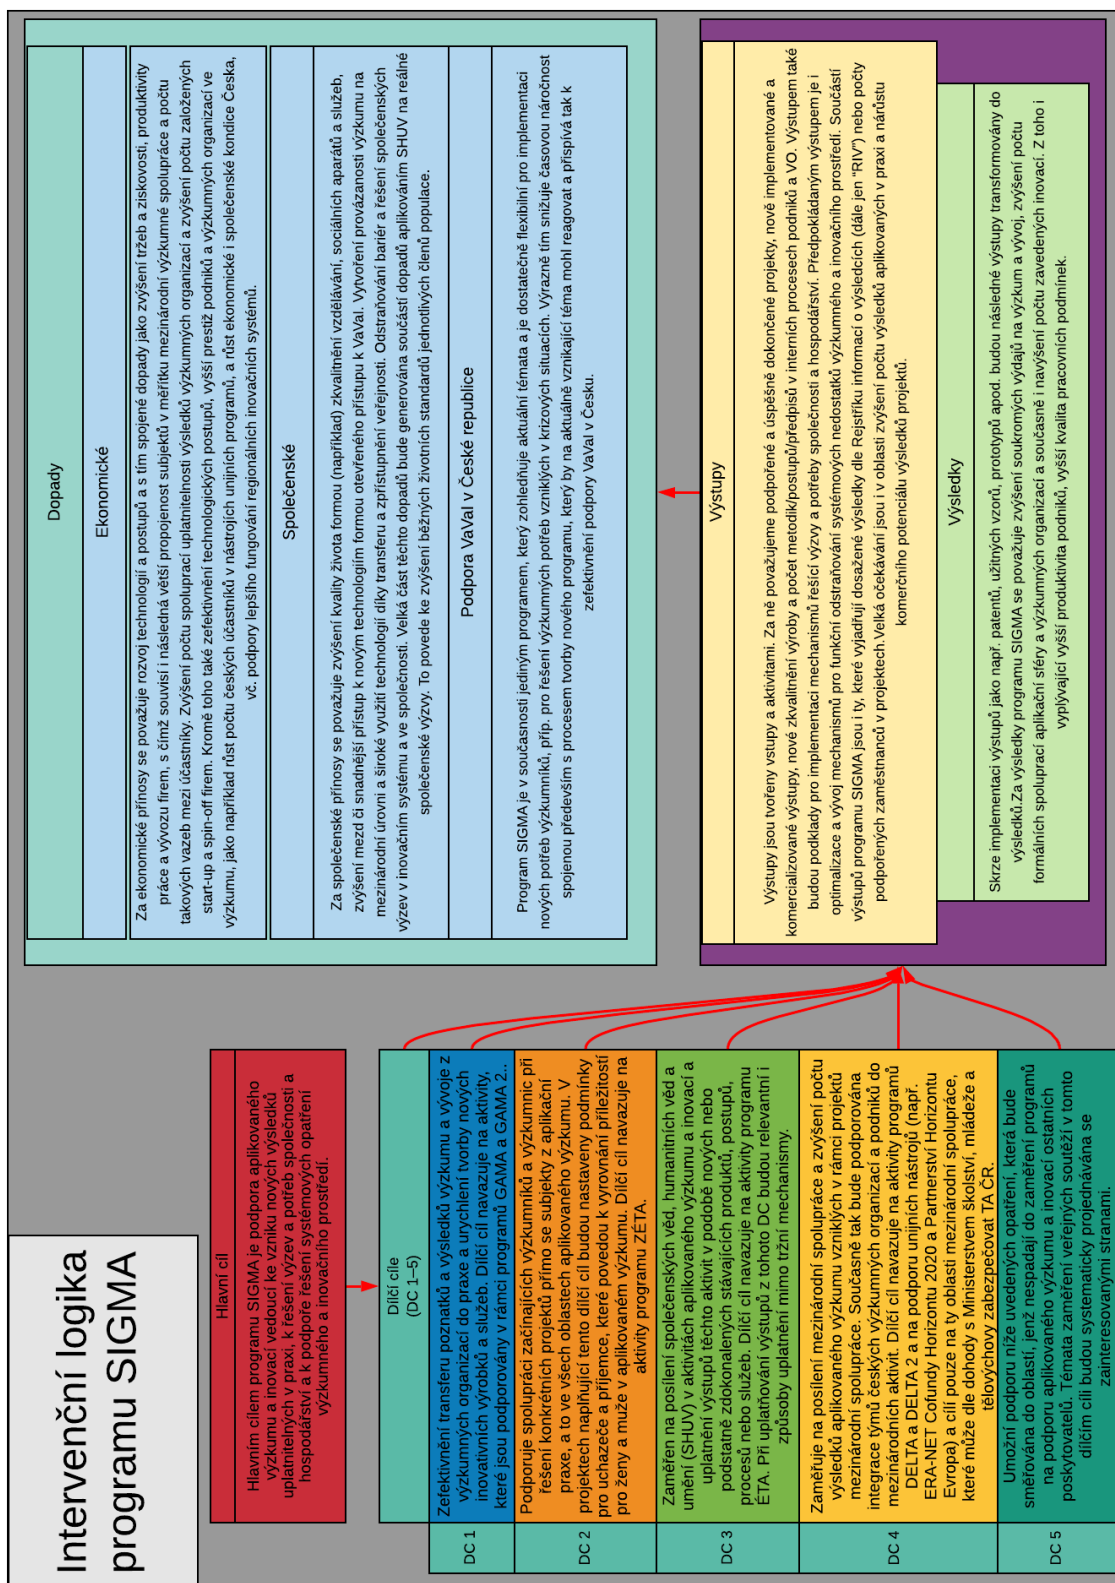 Intervenční logika
programu SIGMA
Hlavní cíl
Hlavním cílem programu SIGMA je podpora aplikovaného
výzkumu a inovací vedoucí ke vzniku nových výsledků
uplatnitelných v praxi, k řešení výzev a potřeb společnosti a
hospodářství a k podpoře řešení systémových opatření
výzkumného a inovačního prostředí.
Dílčí cíle
(DC 1–5)
DC 1
Zefektivnění transferu poznatků a výsledků výzkumu a vývoje z
výzkumných organizací do praxe a urychlení tvorby nových
inovativních výrobků a služeb. Dílčí cíl navazuje na aktivity,
které jsou podporovány v rámci programů GAMA a GAMA 2..
DC 2
Podporuje spolupráci začínajících výzkumníků a výzkumnic při
řešení konkrétních projektů přímo se subjekty z aplikační
praxe, a to ve všech oblastech aplikovaného výzkumu. V
projektech naplňující tento dílčí cíl budou nastaveny podmínky
pro uchazeče a příjemce, které povedou k vyrovnání příležitostí
pro ženy a muže v aplikovaném výzkumu. Dílčí cíl navazuje na
aktivity programu ZÉTA.
DC 3
Zaměřen na posílení společenských věd, humanitních věd a
umění (SHUV) v aktivitách aplikovaného výzkumu a inovací a
uplanění výstupů těchto aktivit v podobě nových nebo
podstatně zdokonalených stávajících produktů, postupů,
procesů nebo služeb. Dílčí cíl navazuje na aktivity programu
ÉTA. Při uplatňování výstupů z tohoto DC budou relevantní i
způsoby uplatnění mimo tržní mechanismy.
DC 4
Zaměřuje na posílení mezinárodní spolupráce a zvýšení počtu
výsledků aplikovaného výzkumu vzniklých v rámci projektů
mezinárodní spolupráce. Současně tak bude podporována
integrace týmů českých výzkumných organizací a podniků do
mezinárodních aktivit. Dílčí cíl navazuje na aktivity programů
DELTA a DELTA 2 a na podporu unijních nástrojů (např.
ERA-NET Cofundy Horizontu 2020 a Partnerství Horizontu
Evropa) a cílí pouze na ty oblasti mezinárodní spolupráce,
které může dle dohody s Ministerstvem školství, mládeže a
tělovýchovy zabezpečovat TA ČR.
DC 5
Umožní podporu níže uvedených opatření, která bude
směřována do oblastí, jenž nespadají do zaměření programů
na podporu aplikovaného výzkumu a inovací ostatních
poskytovatelů. Témata zaměření veřejných soutěží v tomto
dílčím cíli budou systematicky projednávána se
zainteresovanými stranami.
Dopady
Ekonomické
Za ekonomické přínosy se považuje rozvoj technologií a postupů a s tím spojené dopady jako zvýšení tržeb a ziskovosti, produktivity
práce a vývozu firem, s čímž souvisí i následná větší propojenost subjektů v měřítku mezinárodní výzkumné spolupráce a počtu
takových vazeb mezi účastníky. Zvýšení počtu spoluprací uplatnitelnosti výsledků výzkumných organizací a zvýšení počtu založených
start-up a spin-off firem. Kromě toho také zefektivnění technologických postupů, vyšší prestiž podniků a výzkumných organizací ve
výzkumu, jako například růst počtu českých účastníků v nástrojích unijních programů, a růst ekonomické i společenské kondice Česka,
vč. podpory lepšího fungování regionálních inovačních systémů.
Společenské
Za společenské přínosy se považuje zvýšení kvality života formou (například) zkvalitnění vzdělávání, sociálních aparátů a služeb,
zvýšení mezd či snadnější přístup k novým technologiím formou otevřeného přístupu k VaVaI. Vytvoření provázanosti výzkumu na
mezinárodní úrovni a široké využití technologií díky transferu a zpřístupnění veřejnosti. Odstraňování bariér a řešení společenských
výzev v inovačním systému a ve společnosti. Velká část těchto dopadů bude generována součástí dopadů aplikováním SHUV na reálné
společenské výzvy. To povede ke zvýšení běžných životních standardů jednotlivých členů populace.
Podpora VaVaI v České republice
Program SIGMA je v současnosti jediným programem, který zohledňuje aktuální témata a je dostatečně flexibilní pro implementaci
nových potřeb výzkumníků, příp. pro řešení výzkumných potřeb vzniklých v krizových situacích. Výrazně tím snižuje časovou náročnost
spojenou především s procesem tvorby nového programu, který by na aktuálně vznikající téma mohl reagovat a přispívá tak k
zefektivnění podpory VaVaI v Česku.
Výstupy
Výstupy jsou tvořeny vstupy a aktivitami. Za ně považujeme podpořené a úspěšně dokončené projekty, nově implementované a
komercializované výstupy, nové zkvalitnění výroby a počet metodik/postupů/předpisů v interních procesech podniků a VO. Výstupem také
budou podklady pro implementaci mechanismů řešící výzvy a potřeby společnosti a hospodářství. Předpokládaným výstupem je i
optimalizace a vývoj mechanismů pro funkční odstraňování systémových nedostatků výzkumného a inovačního prostředí. Součástí
výstupů programu SIGMA jsou i ty, které vyjadřují dosažené výsledky dle Rejstříku informací o výsledcích (dále jen "RIV") nebo počty
podpořených zaměstnanců v projektech.Velká očekávání jsou i v oblasti zvýšení počtu výsledků aplikovaných v praxi a nárůstu
komerčního potenciálu výsledků projektů.
Výsledky
Skrze implementaci výstupů jako např. patentů, užitných vzorů, prototypů apod. budou následné výstupy transformovány do
výsledků.Za výsledky programu SIGMA se považuje zvýšení soukromých výdajů na výzkum a vývoj, zvýšení počtu
formálních spoluprací aplikační sféry a výzkumných organizací a současně i navýšení počtu zavedených inovací. Z toho i
vyplývající vyšší produktivita podniků, vyšší kvalita pracovních podmínek.